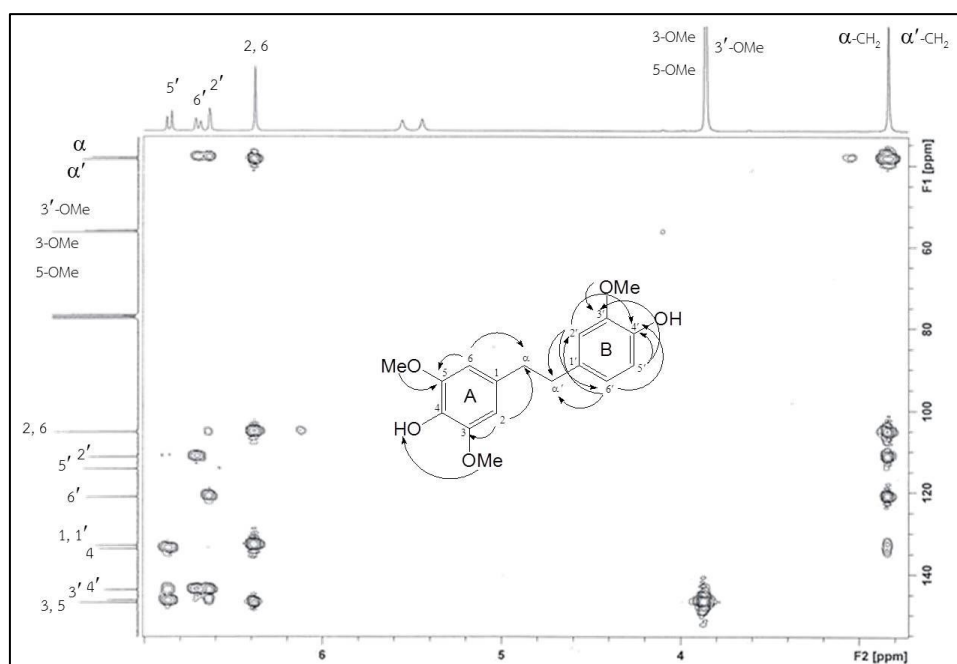 3-OMe
3′-OMe
5-OMe
α-CH₂
α′-CH₂
2, 6
5′
6′
2′
α
α′
3′-OMe
3-OMe
5-OMe
2, 6
5′ 2′
6′
1, 1′
4
3′ 4′
3, 5
F1 [ppm]
60
80
100
120
140
6
4
F2 [ppm]
OMe
3′
4′
OH
2′
B
1′
5′
6′
α
α′
MeO
5
6
1
4
A
HO
3
2
OMe